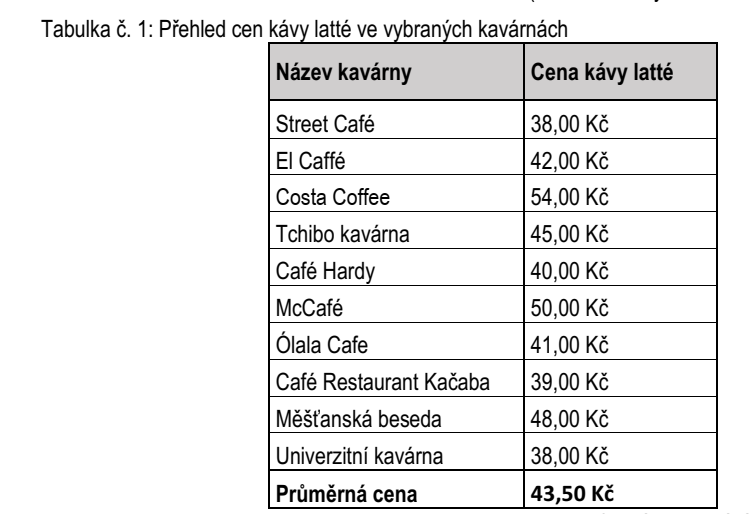 Tabulka č. 1: Přehled cen kávy latté ve vybraných kavárnách
Název kavárny Cena kávy latté
Street Café 38,00 Kč
El Caffé 42,00 Kč
Costa Coffee 54,00 Kč
Tchibo kavárna 45,00 Kč
Café Hardy 40,00 Kč
McCafé 50,00 Kč
Ólala Cafe 41,00 Kč
Café Restaurant Kačaba 39,00 Kč
Měšťanská beseda 48,00 Kč
Univerzitní kavárna 38,00 Kč
Průměrná cena 43,50 Kč